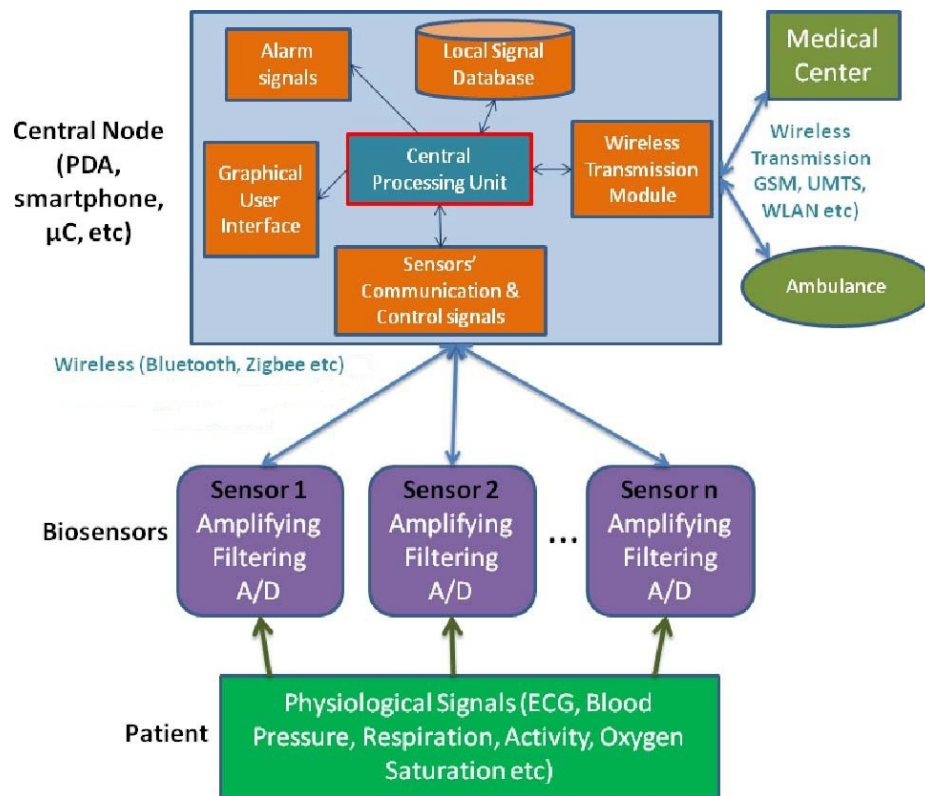 Alarm
signals
Local Signal
Database
Medical
Center
Central Node
(PDA,
smartphone,
μC, etc)
Graphical
User
Interface
Central
Processing Unit
Wireless
Transmission
Module
Wireless
Transmission
GSM, UMTS,
WLAN etc)
Sensors'
Communication &
Control signals
Ambulance
Wireless (Bluetooth, Zigbee etc)
Biosensors
Sensor 1
Amplifying
Filtering
A/D
Sensor 2
Amplifying
Filtering
A/D
...
Sensor n
Amplifying
Filtering
A/D
Patient
Physiological Signals (ECG, Blood
Pressure, Respiration, Activity, Oxygen
Saturation etc)